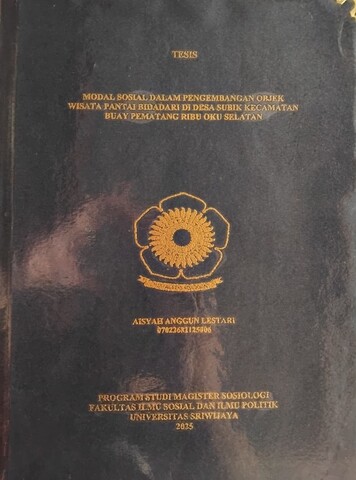 TESIS
MODAL SOSIAL DALAM PENGEMBANGAN OBJEK
WISATA PANTAI BIDADARI DI DESA SUBIK KECAMATAN
BUAY PEMATANG RIBU OKU SELATAN
AISYAH ANGGUN LESTARI
07022682125006
PROGRAM STUDI MAGISTER SOSIOLOGI
FAKULTAS ILMU SOSIAL DAN ILMU POLITIK
UNIVERSITAS SRIWIJAYA
2025